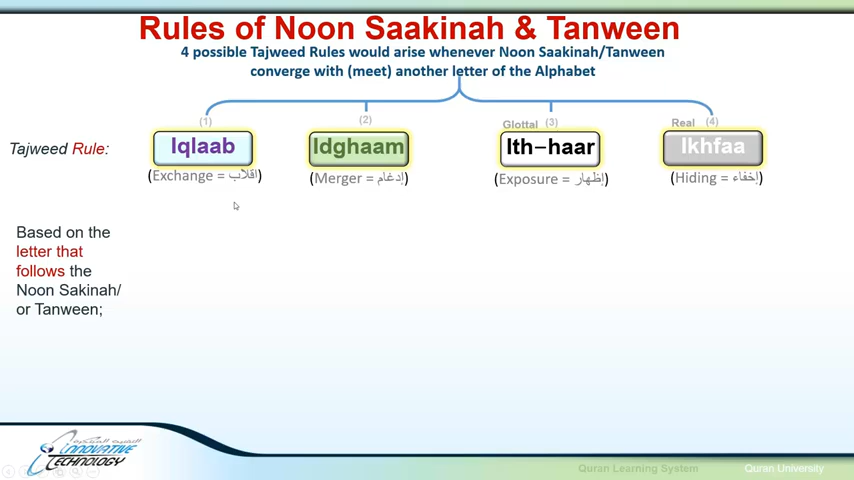 Rules of Noon Saakinah & Tanween
4 possible Tajweed Rules would arise whenever Noon Saakinah/Tanween
converge with (meet) another letter of the Alphabet
(1)
(2)
Glottal (3)
Real (4)
Tajweed Rule:
Iqlaab
Idghaam
Ith–haar
Ikhfaa
(Exchange = اقلاب)
(Merger = إدغام)
(Exposure = إظهار)
(Hiding = إخفاء)
Based on the
letter that
follows the
Noon Sakinah/
or Tanween;
INNOVATIVE
TECHNOLOGY
Quran Learning System
Quran University